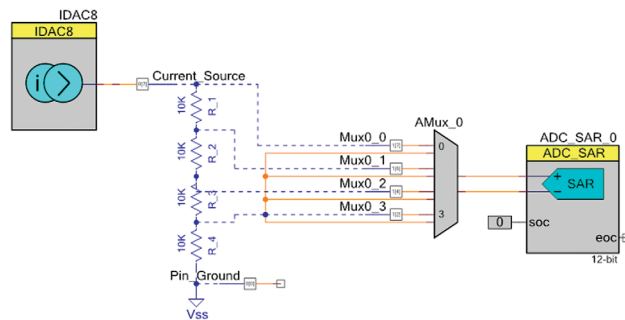 IDAC8
IDAC8
Current_Source
10K
R_1
10K
R_2
10K
R_3
10K
R_4
Pin_Ground
Vss
Mux0_0
Mux0_1
Mux0_2
Mux0_3
AMux_0
0
3
ADC_SAR_0
ADC_SAR
+
SAR
-
0
soc
eoc
12-bit